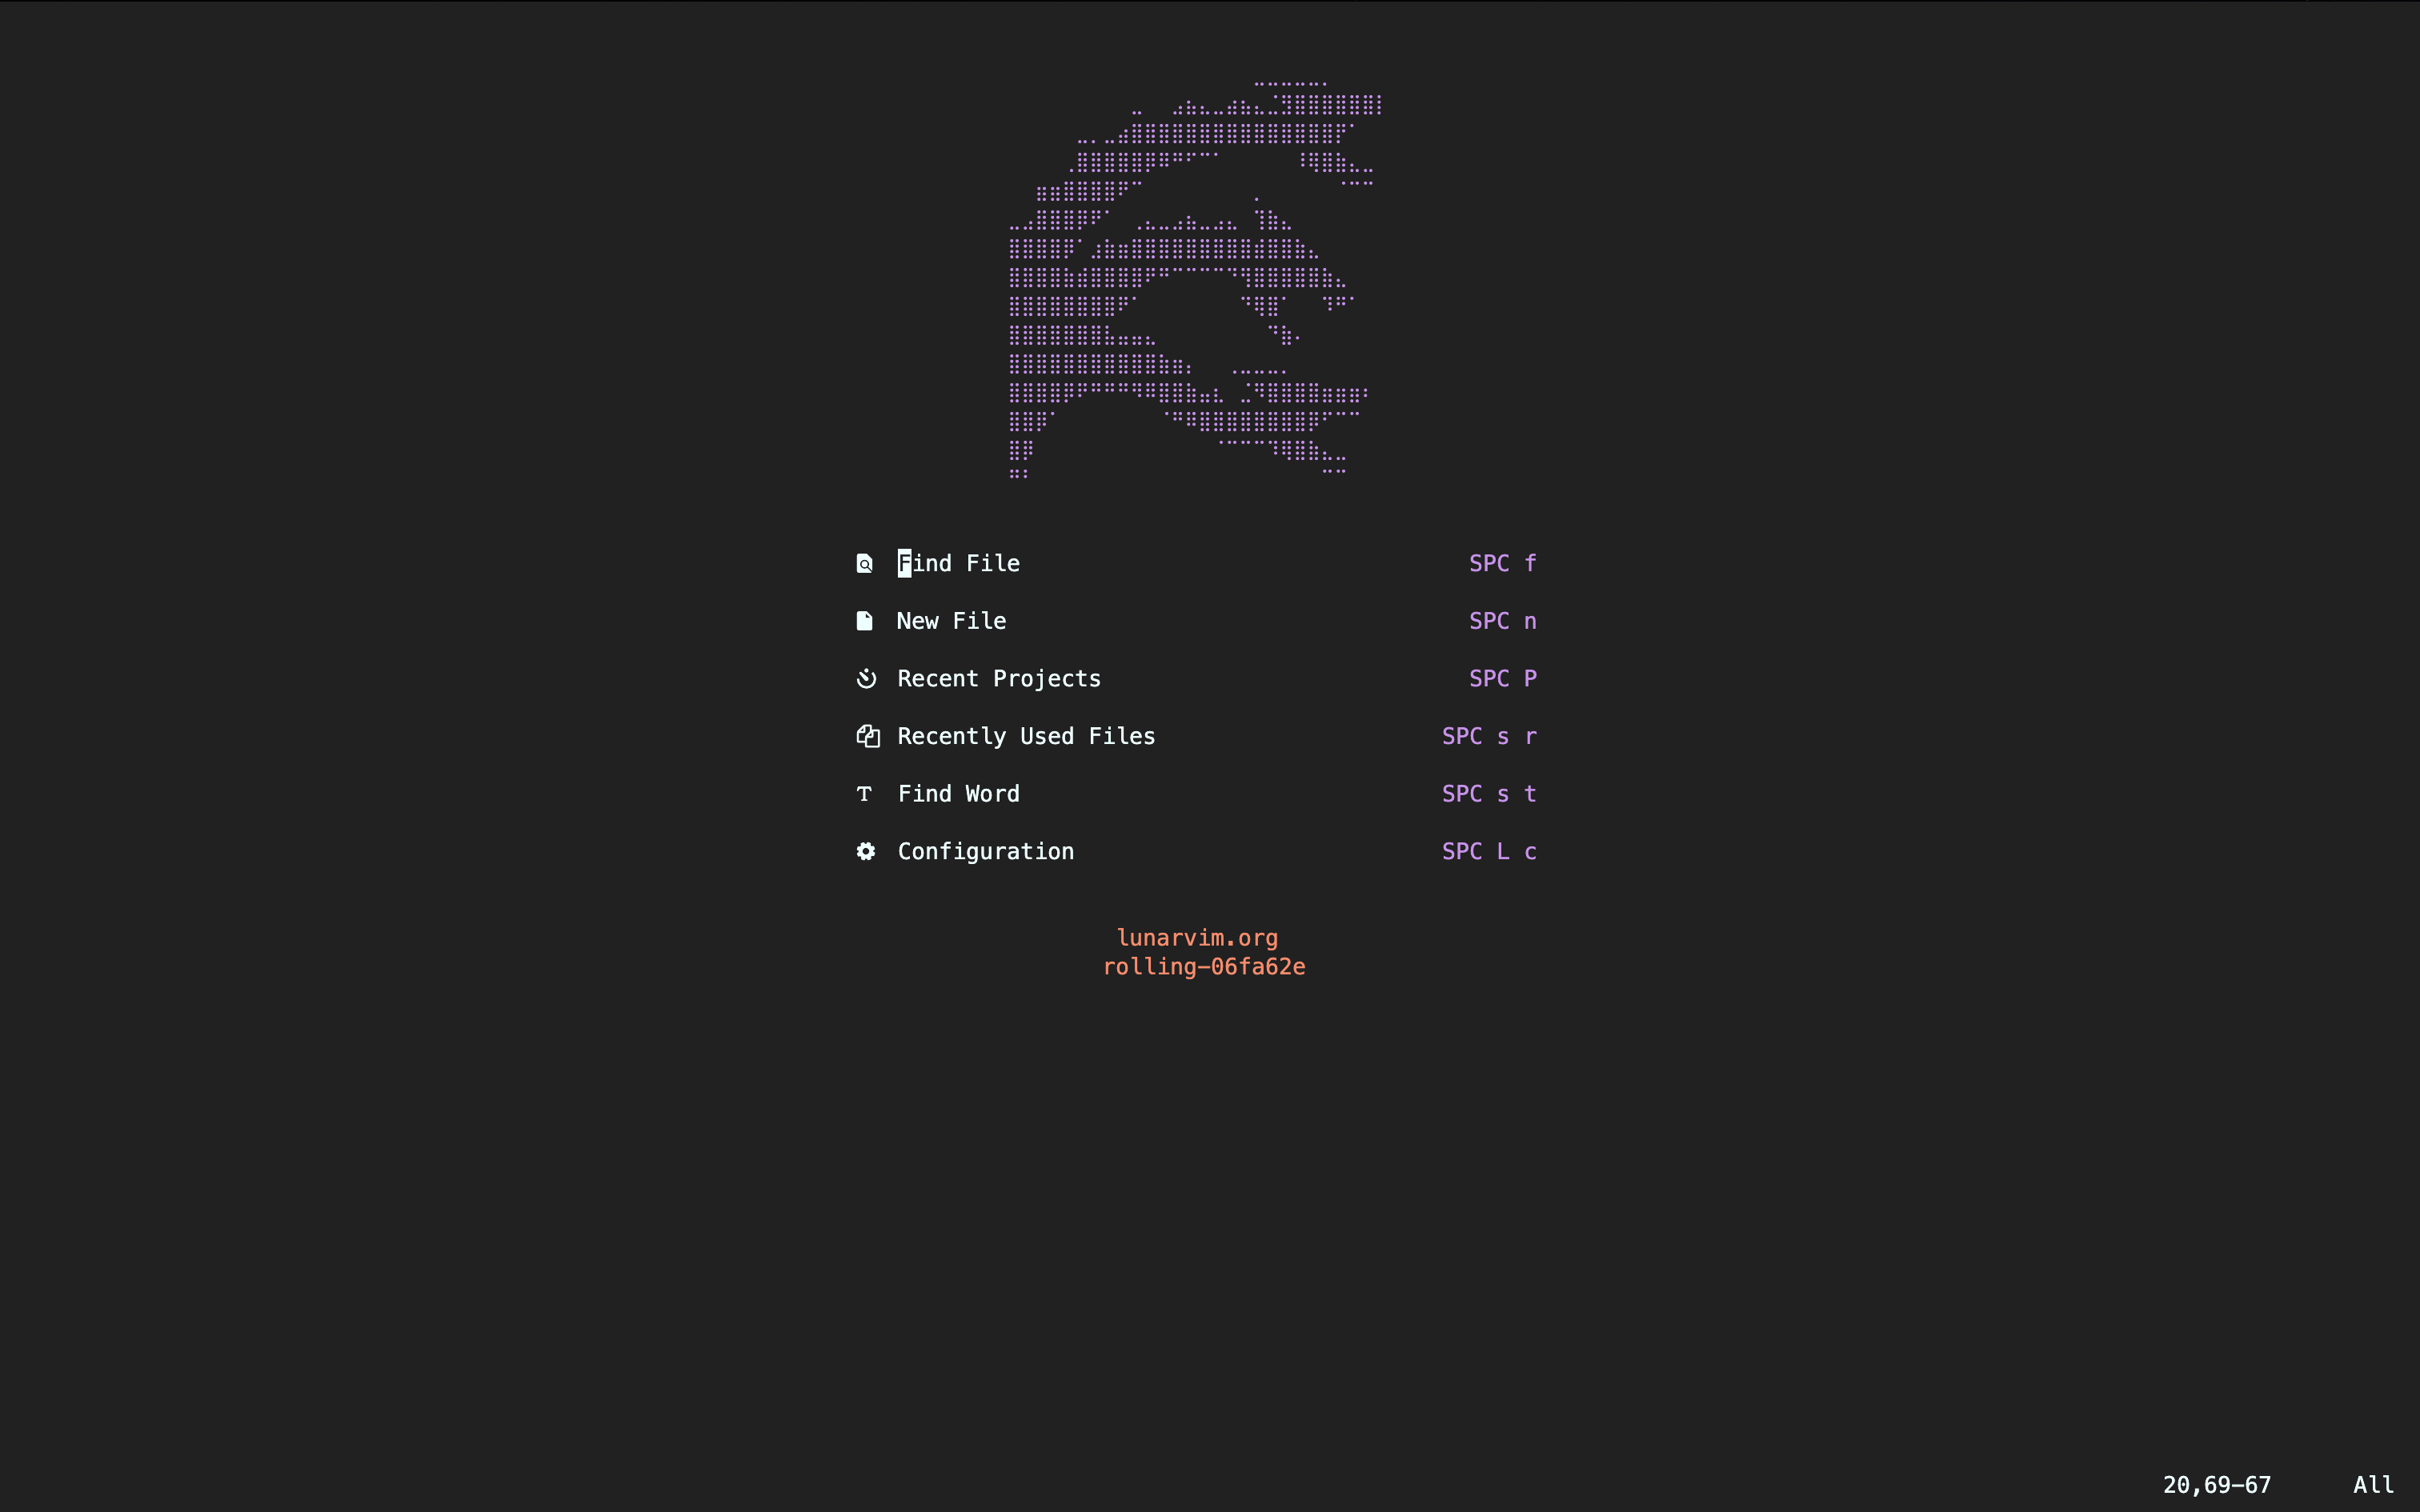 Find File SPC f
New File SPC n
Recent Projects SPC P
Recently Used Files SPC s r
Find Word SPC s t
Configuration SPC L c
lunarvim.org
rolling-06fa62e
20,69-67 All